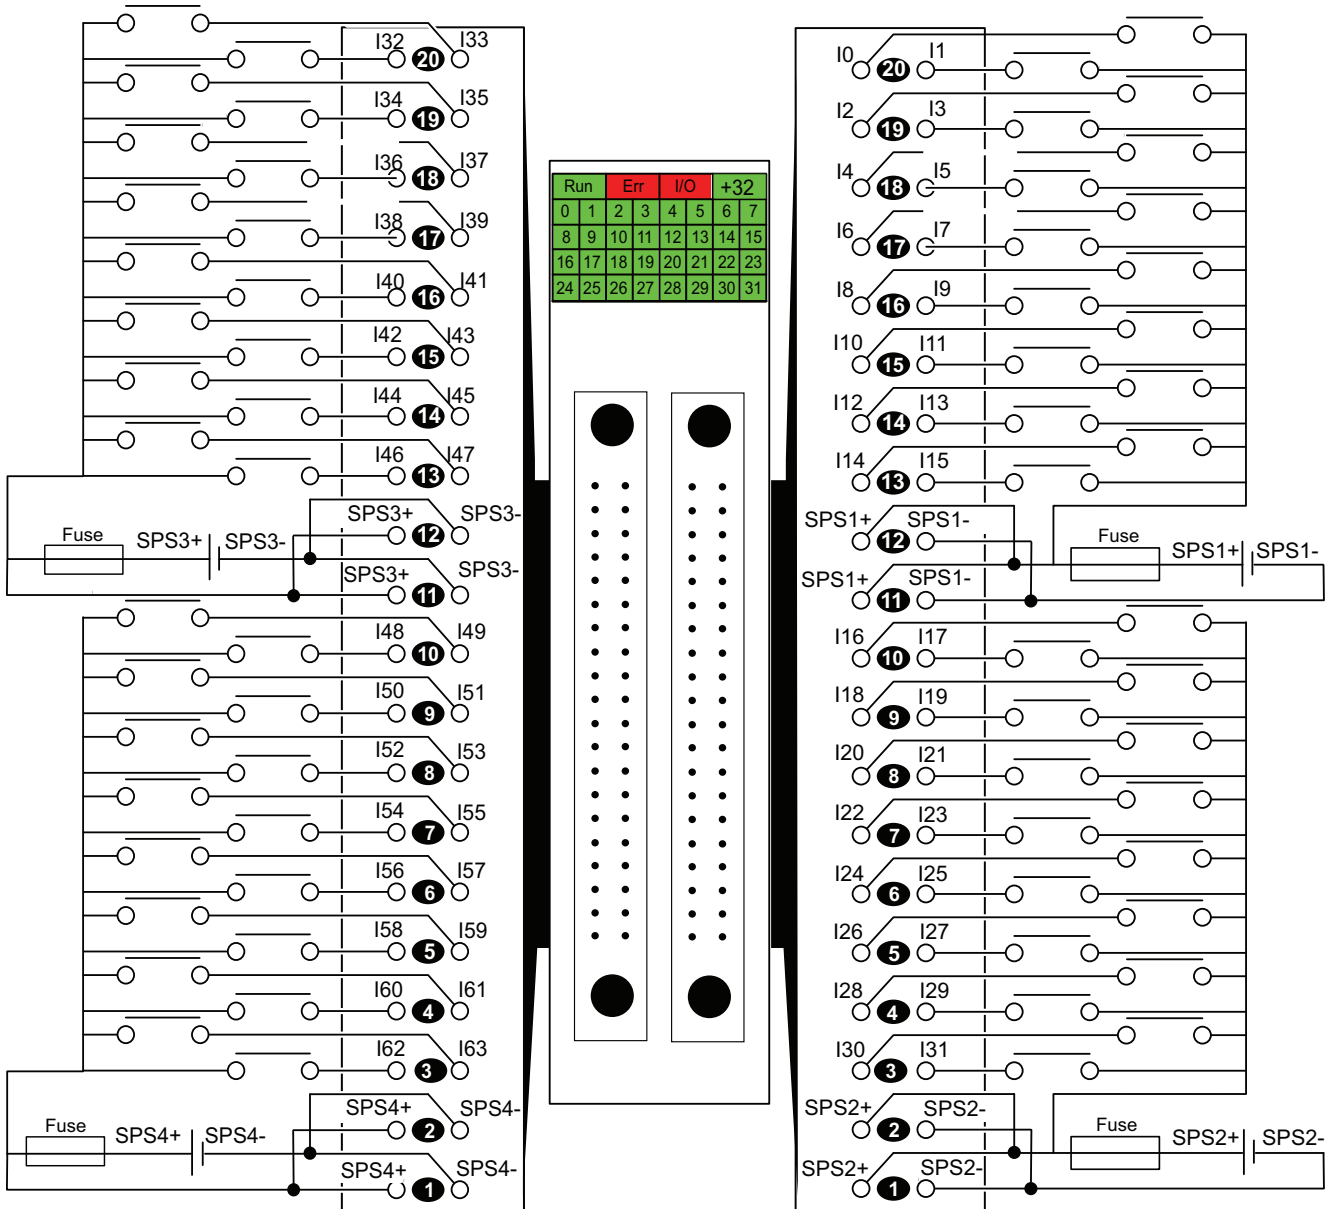 I32 20 I33
I34 19 I35
I36 18 I37
I38 17 I39
I40 16 I41
I42 15 I43
I44 14 I45
I46 13 I47
SPS3+ 12 SPS3-
Fuse SPS3+ SPS3-
SPS3+ 11 SPS3-
I48 10 I49
I50 9 I51
I52 8 I53
I54 7 I55
I56 6 I57
I58 5 I59
I60 4 I61
I62 3 I63
SPS4+ 2 SPS4-
Fuse SPS4+ SPS4-
SPS4+ 1 SPS4-
Run Err I/O +32
0 1 2 3 4 5 6 7
8 9 10 11 12 13 14 15
16 17 18 19 20 21 22 23
24 25 26 27 28 29 30 31
I0 20 I1
I2 19 I3
I4 18 I5
I6 17 I7
I8 16 I9
I10 15 I11
I12 14 I13
I14 13 I15
SPS1+ 12 SPS1-
Fuse SPS1+ SPS1-
SPS1+ 11 SPS1-
I16 10 I17
I18 9 I19
I20 8 I21
I22 7 I23
I24 6 I25
I26 5 I27
I28 4 I29
I30 3 I31
SPS2+ 2 SPS2-
Fuse SPS2+ SPS2-
SPS2+ 1 SPS2-